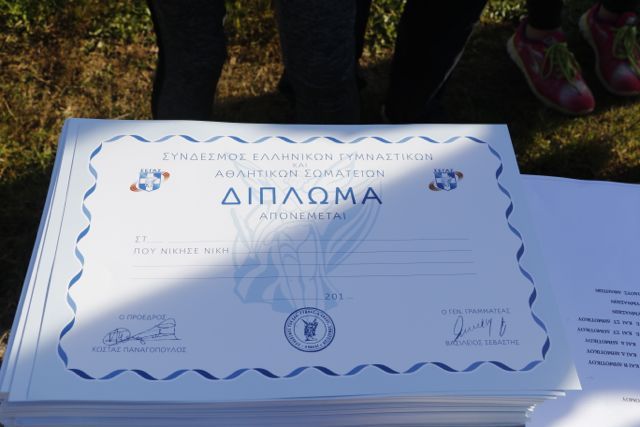 ΣΥΝΔΕΣΜΟΣ ΕΛΛΗΝΙΚΩΝ ΓΥΜΝΑΣΤΙΚΩΝ
ΚΑΙ
ΑΘΛΗΤΙΚΩΝ ΣΩΜΑΤΕΙΩΝ
ΔΙΠΛΩΜΑ
ΑΠΟΝΕΜΕΤΑΙ
ΣΤ
ΠΟΥ ΝΙΚΗΣΕ ΝΙΚΗ
201
Ο ΠΡΟΕΔΡΟΣ
ΚΩΣΤΑΣ ΠΑΝΑΓΟΠΟΥΛΟΣ
Ο ΓΕΝ. ΓΡΑΜΜΑΤΕΑΣ
ΒΑΣΙΛΕΙΟΣ ΣΕΒΑΣΤΗΣ